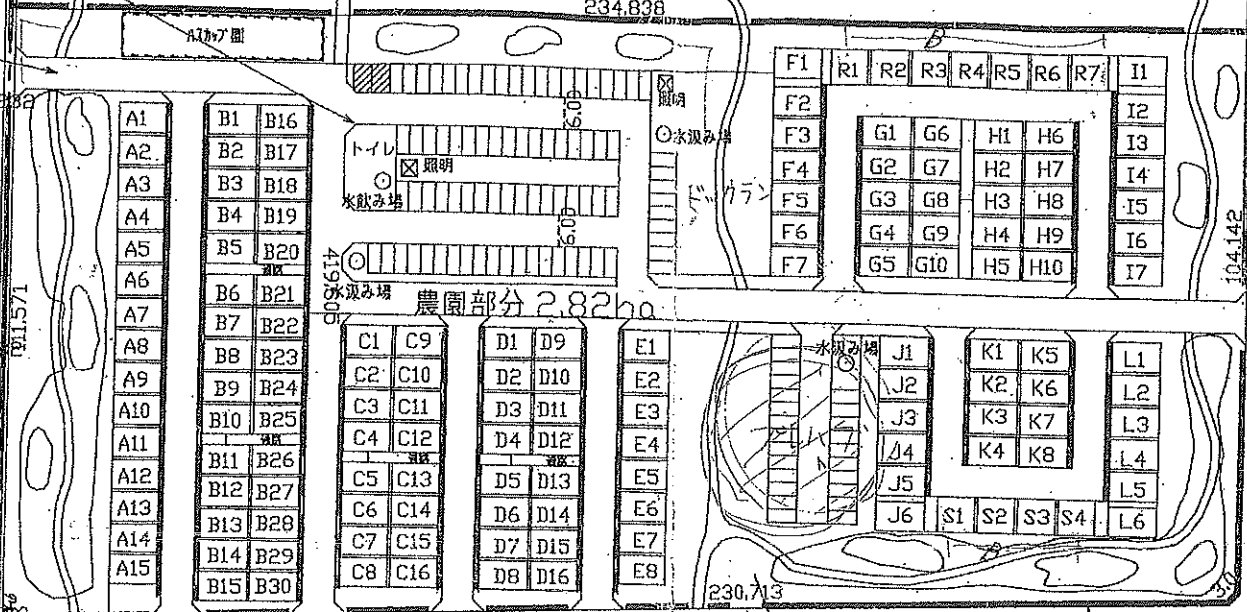 234.838
B
F1 R1 R2 R3 R4 R5 R6 R7 I1
照明
6.00
A1 B1 B16 F2 I2
トイレ 水汲み場 F3 G1 G6 H1 H6 I3
A2 B2 B17
照明 F4 G2 G7 H2 H7 I4
A3 B3 B18
水飲み場 F5 G3 G8 H3 H8 I5
A4 B4 B19
6.00 F6 G4 G9 H4 H9 I6
A5 B5 B20
通路
F7 G5 G10 H5 H10 I7
104.142
A6 B6 B21
水汲み場
農園部分 2.82ha
A7 B7 B22
A8 B8 B23 C1 C9 D1 D9 E1 水汲み場 J1 K1 K5 L1
A9 B9 B24 C2 C10 D2 D10 E2 J2 K2 K6 L2
A10 B10 B25 C3 C11 D3 D11 E3 J3 K3 K7 L3
通路
A11 B11 B26 C4 C12 D4 D12 E4 J4 K4 K8 L4
通路 通路
A12 B12 B27 C5 C13 D5 D13 E5 J5 L5
A13 B13 B28 C6 C14 D6 D14 E6 J6 S1 S2 S3 S4 L6
A14 B14 B29 C7 C15 D7 D15 E7
B
A15 B15 B30 C8 C16 D8 D16 E8
230.713